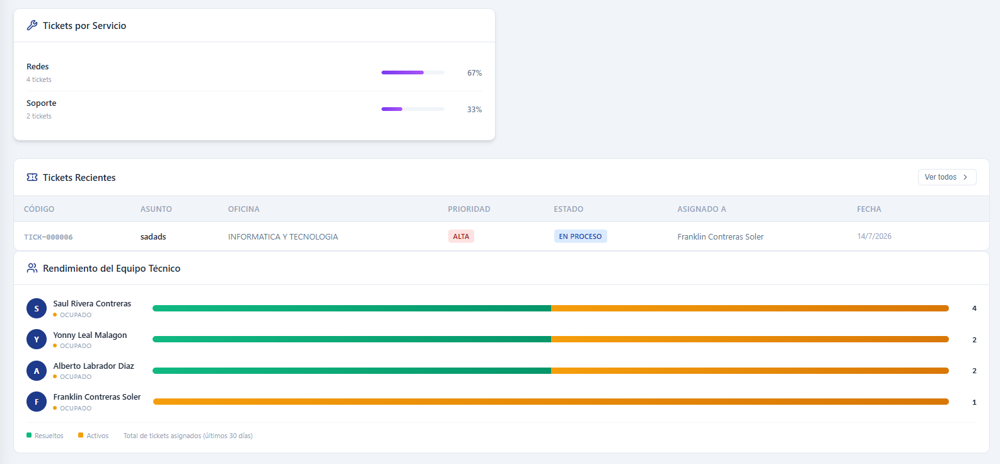 Tickets por Servicio
Redes
4 tickets
67%
Soporte
2 tickets
33%
Tickets Recientes
Ver todos
CÓDIGO ASUNTO OFICINA PRIORIDAD ESTADO ASIGNADO A FECHA
TICK-000006 sadads INFORMATICA Y TECNOLOGIA ALTA EN PROCESO Franklin Contreras Soler 14/7/2026
Rendimiento del Equipo Técnico
S Saul Rivera Contreras
OCUPADO
4
Y Yonny Leal Malagon
OCUPADO
2
A Alberto Labrador Diaz
OCUPADO
2
F Franklin Contreras Soler
OCUPADO
1
Resueltos Activos Total de tickets asignados (últimos 30 días)